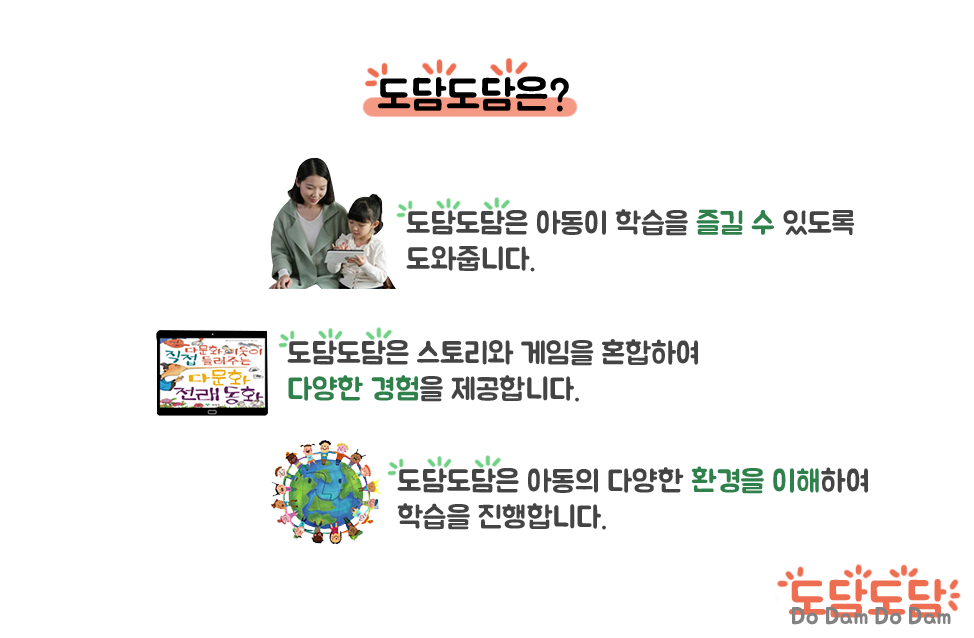 도담도담은?
도담도담은 아동이 학습을 즐길 수 있도록
도와줍니다.
다문화 이웃이
직접 들려주는
다문화
전래 동화
도담도담은 스토리와 게임을 혼합하여
다양한 경험을 제공합니다.
도담도담은 아동의 다양한 환경을 이해하여
학습을 진행합니다.
도담도담
Do Dam Do Dam